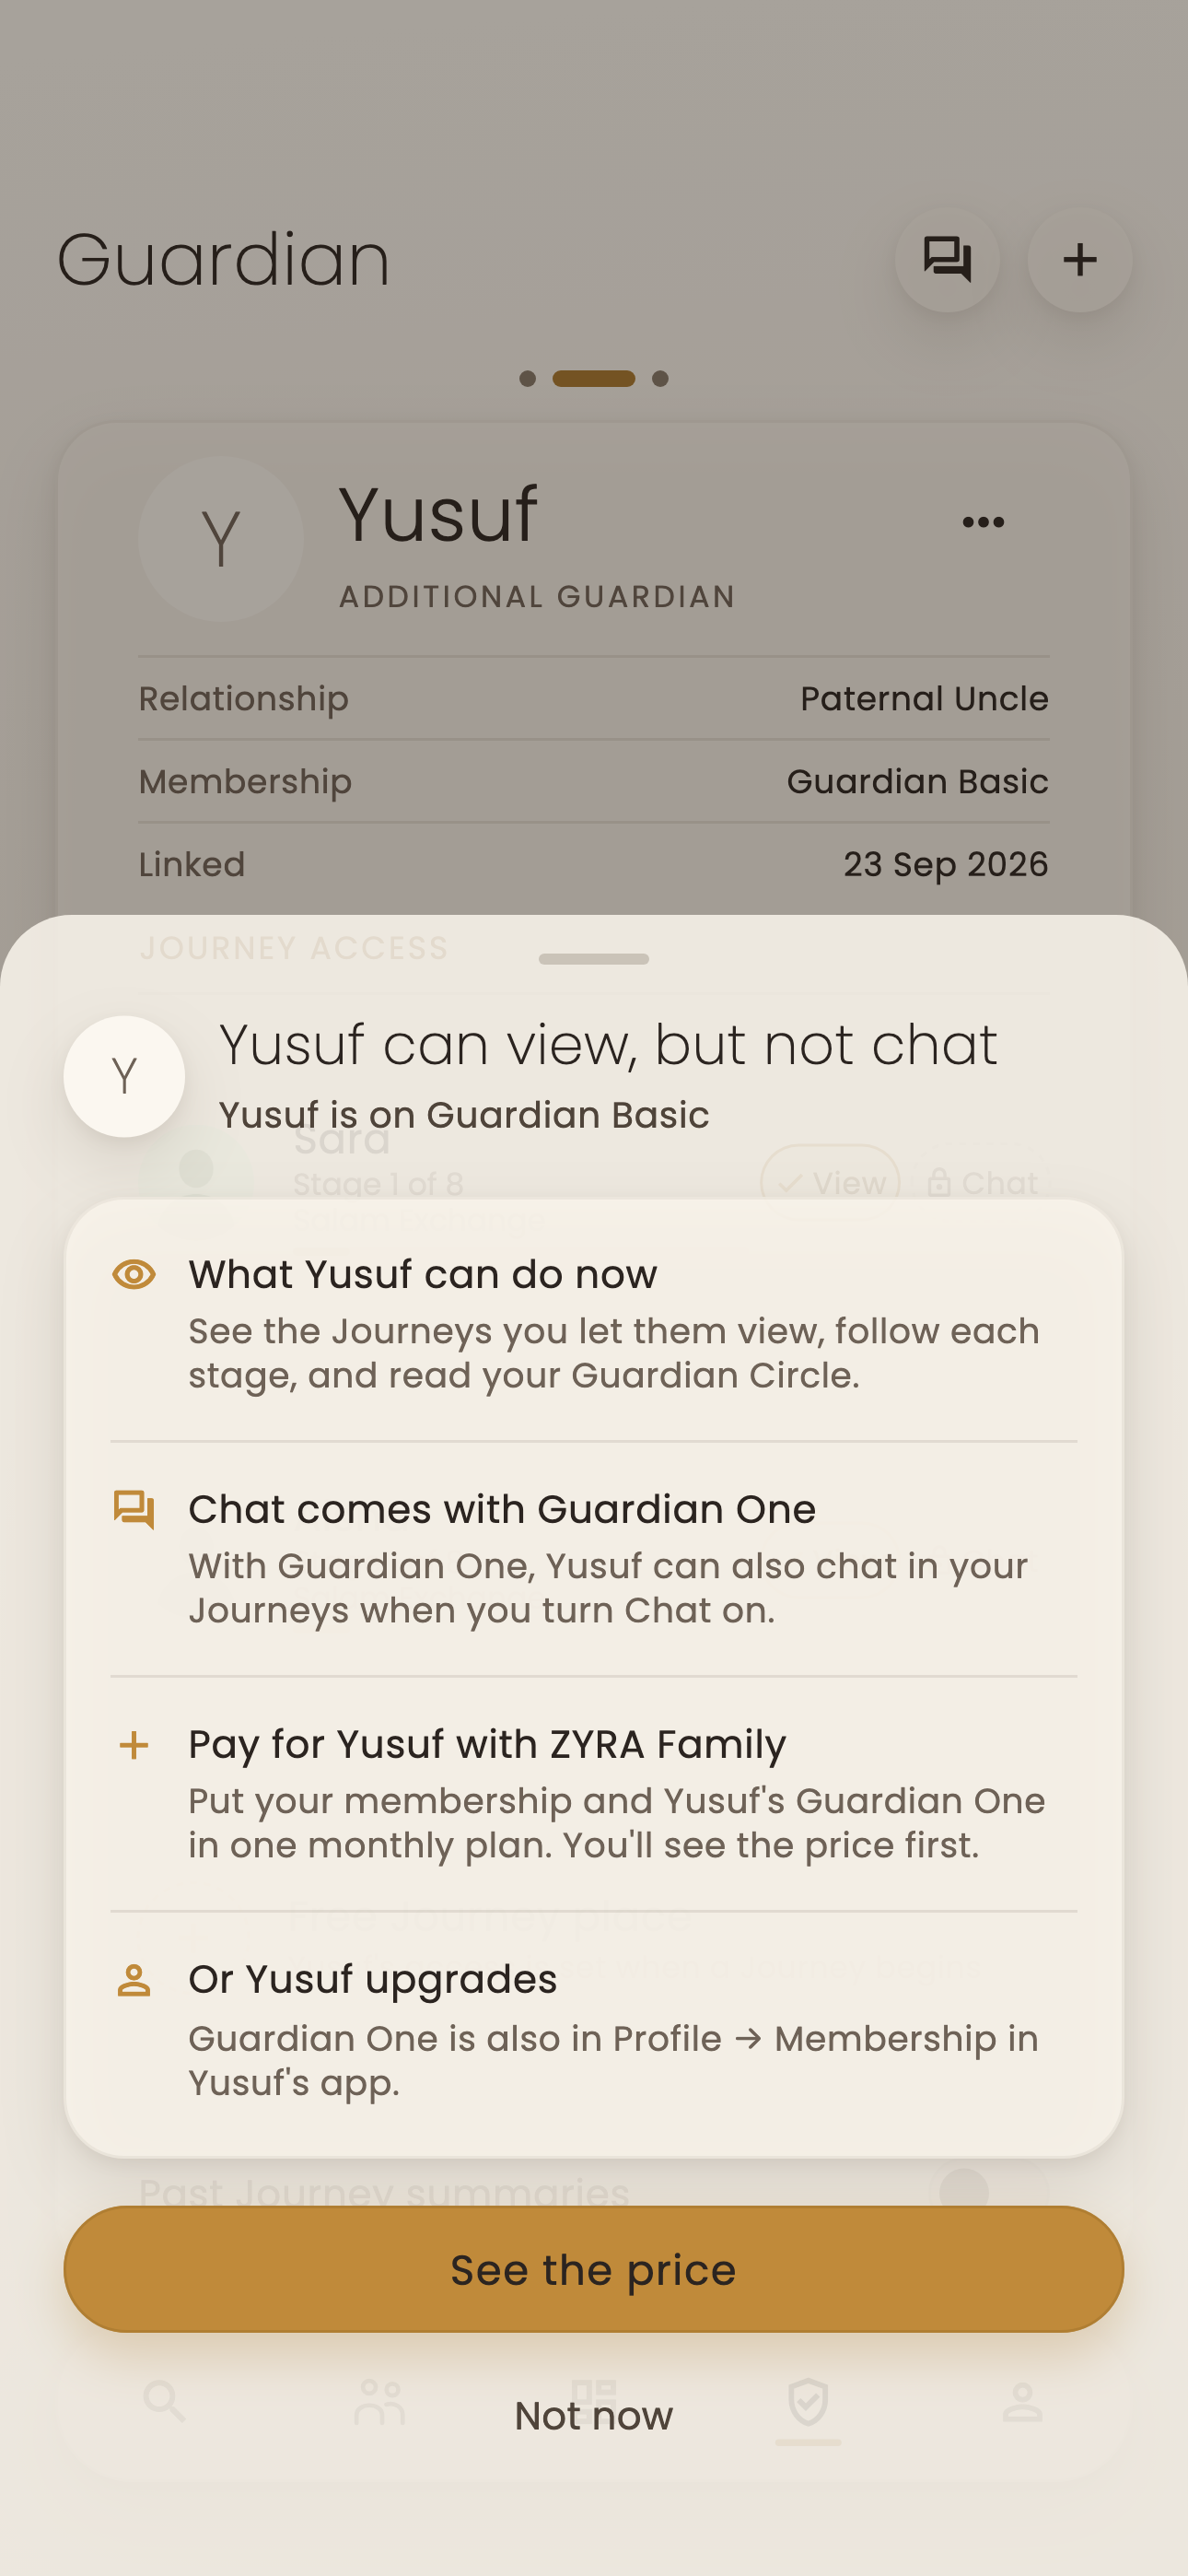 Guardian
Y
Yusuf
ADDITIONAL GUARDIAN
Relationship
Paternal Uncle
Membership
Guardian Basic
Linked
23 Sep 2026
JOURNEY ACCESS
Y
Yusuf can view, but not chat
Yusuf is on Guardian Basic
Sara
Stage 1 of 8
View
Chat
What Yusuf can do now
See the Journeys you let them view, follow each
stage, and read your Guardian Circle.
Chat comes with Guardian One
With Guardian One, Yusuf can also chat in your
Journeys when you turn Chat on.
Pay for Yusuf with ZYRA Family
Put your membership and Yusuf's Guardian One
in one monthly plan. You'll see the price first.
Free Journey place
Or Yusuf upgrades
Guardian One is also in Profile → Membership in
Yusuf's app.
Past Journey summaries
See the price
Not now